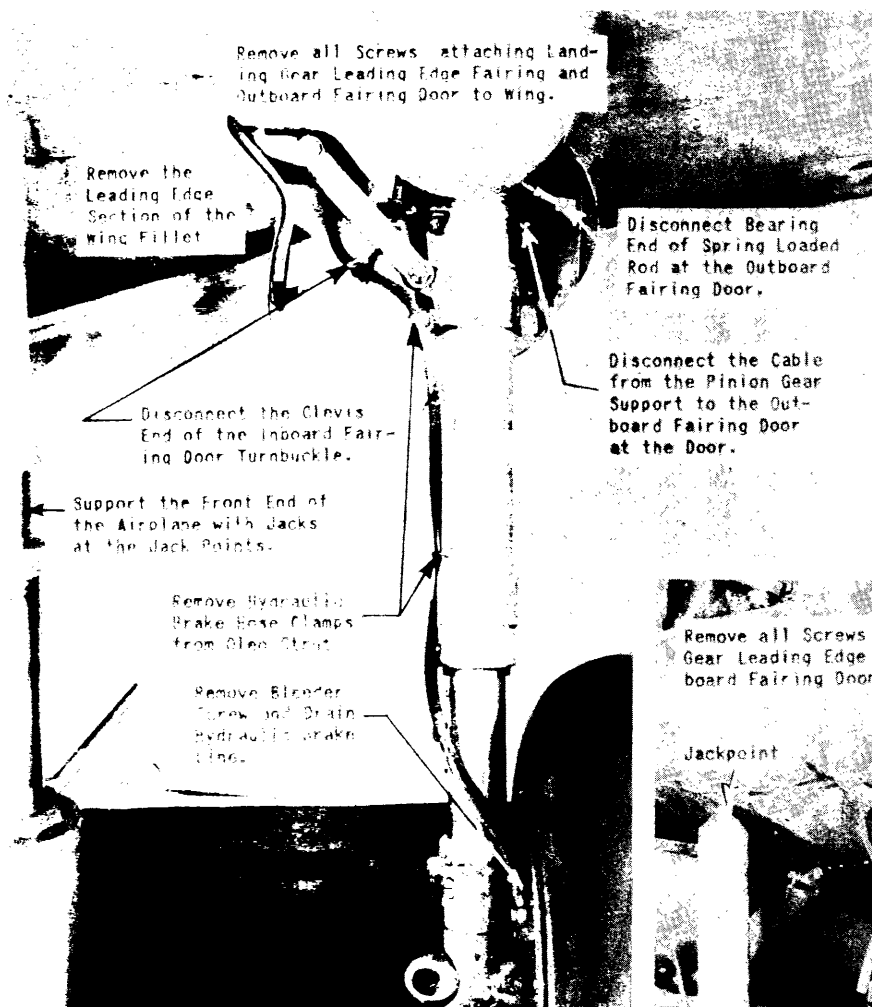 Remove all Screws attaching Land-
ing Gear Leading Edge Fairing and
Outboard Fairing Door to Wing.
Remove the
Leading Edge
Section of the
Wing Fillet
Disconnect Bearing
End of Spring Loaded
Rod at the Outboard
Fairing Door.
Disconnect the Cable
from the Pinion Gear
Support to the Out-
board Fairing Door
at the Door.
Disconnect the Clevis
End of the Inboard Fair-
ing Door Turnbuckle.
Support the Front End of
the Airplane with Jacks
at the Jack Points.
Remove Hydraulic
Brake Hose Clamps
from Oleo Strut
Remove Bleeder
Screw and Drain
Hydraulic Brake
Line.
Remove all Screws
Gear Leading Edge
board Fairing Door
Jackpoint